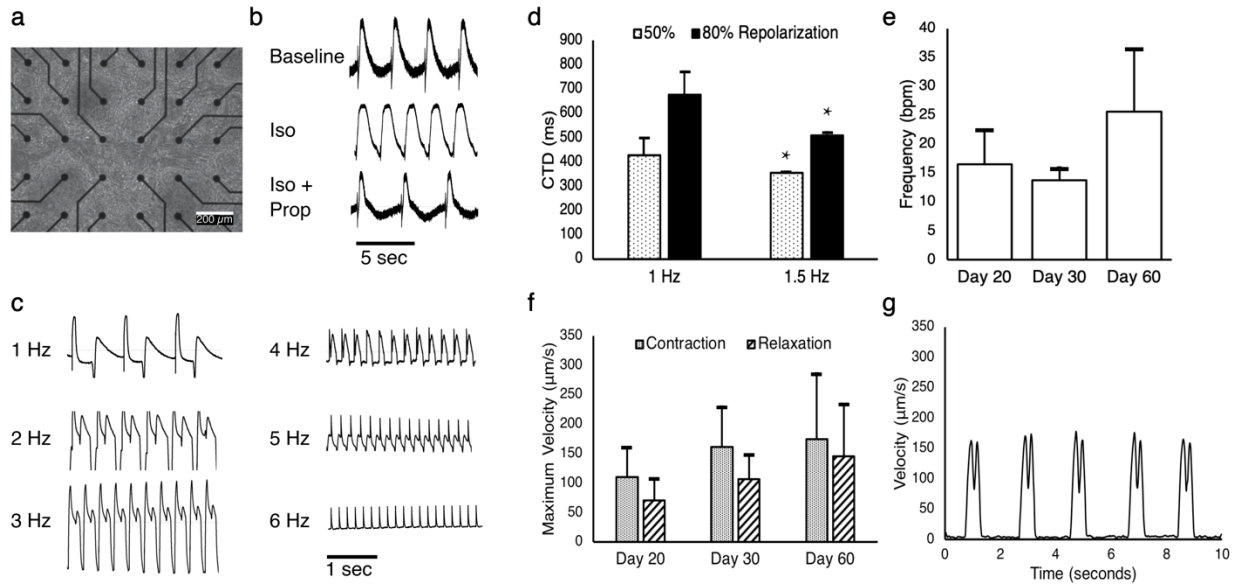 a
200 µm
b
Baseline
Iso
Iso +
Prop
5 sec
c
1 Hz
2 Hz
3 Hz
4 Hz
5 Hz
6 Hz
1 sec
d
50% 80% Repolarization
CTD (ms)
900
800
700
600
500
400
300
200
100
0
*
*
1 Hz 1.5 Hz
e
Frequency (bpm)
40
35
30
25
20
15
10
5
0
Day 20 Day 30 Day 60
f
Contraction Relaxation
Maximum Velocity (µm/s)
350
300
250
200
150
100
50
0
Day 20 Day 30 Day 60
g
Velocity (µm/s)
350
300
250
200
150
100
50
0
0 2 4 6 8 10
Time (seconds)